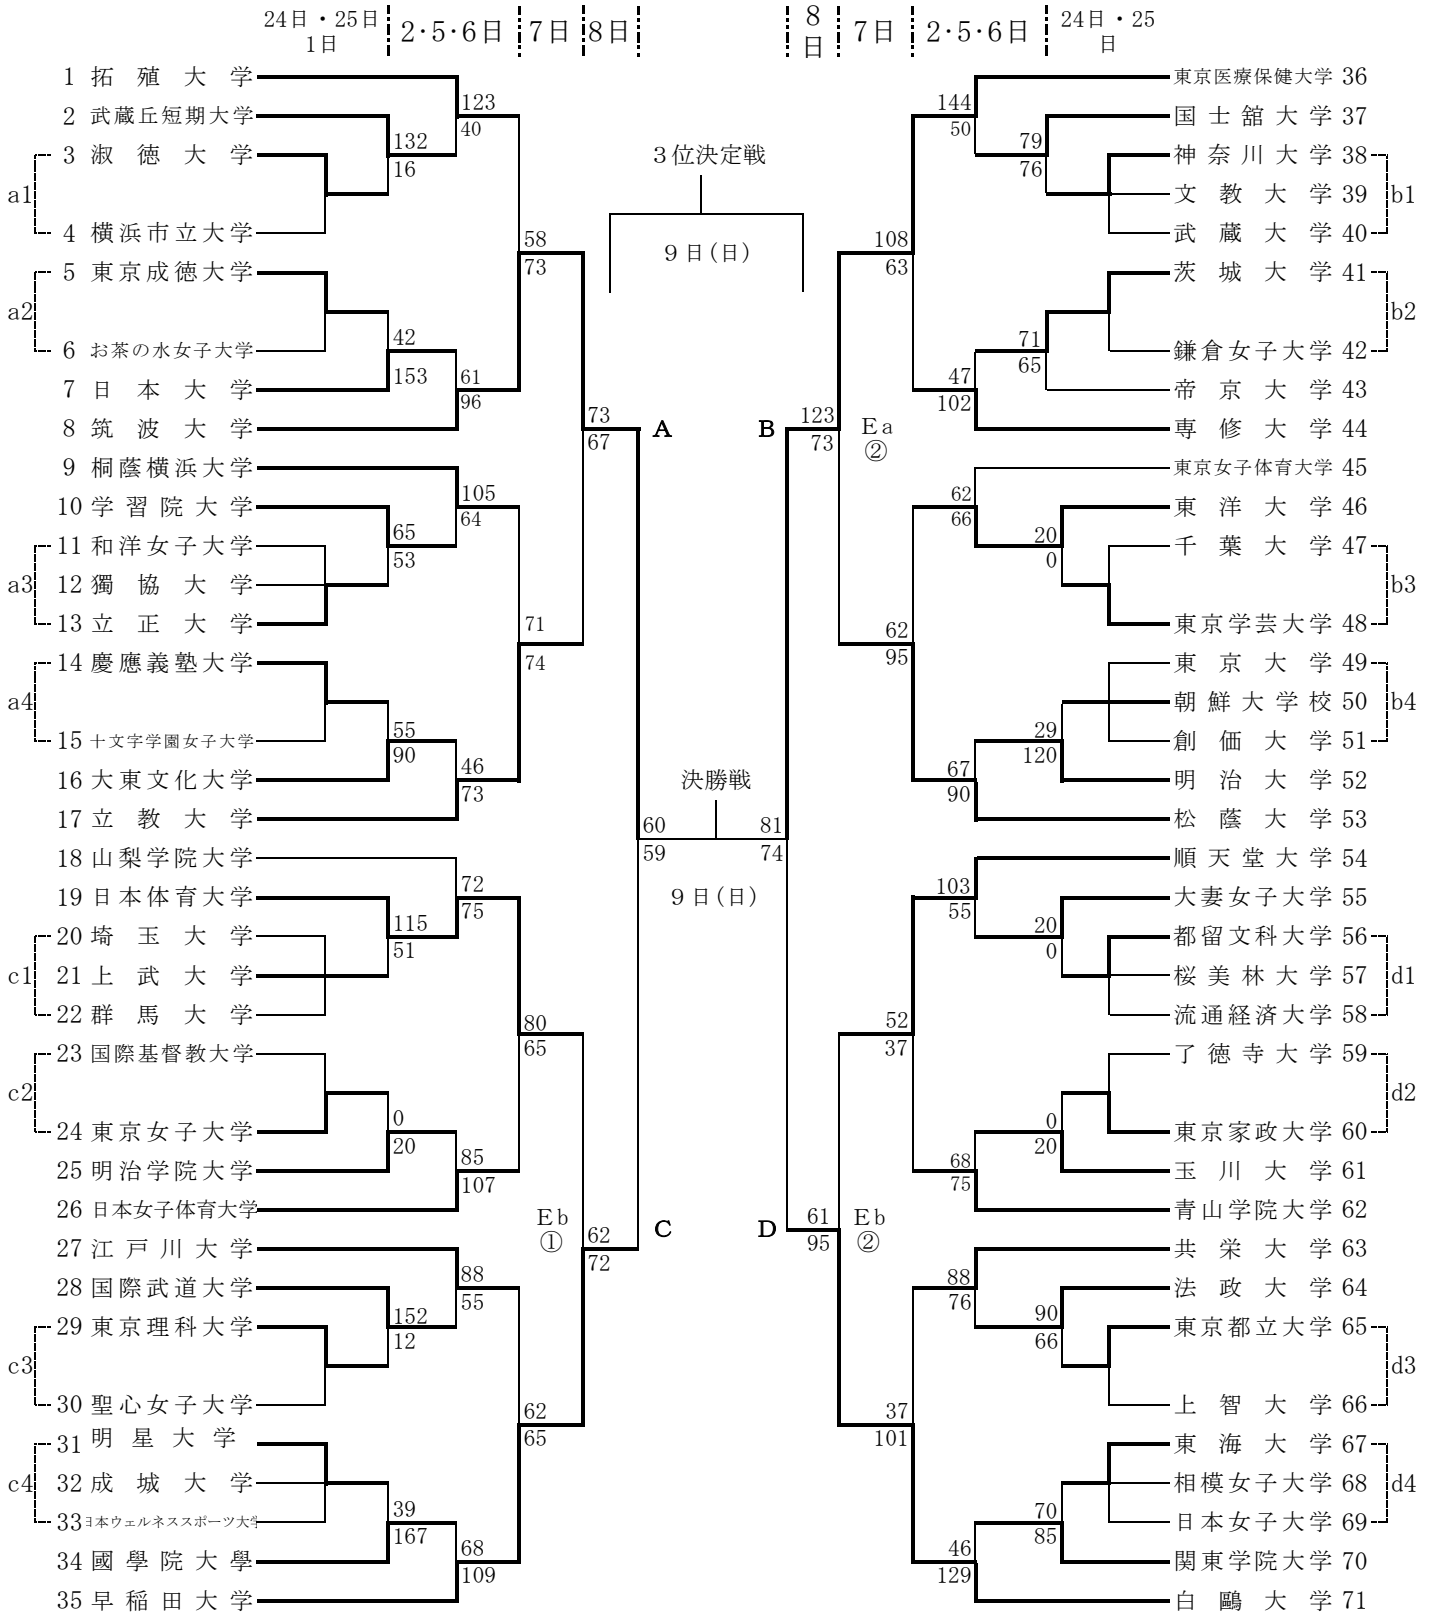 24日・25日
1日
2・5・6日
7日
8日
8
日
7日
2・5・6日
24日・25
日
1 拓殖大学
123
40
2 武蔵丘短期大学
132
16
3 淑徳大学
a1
4 横浜市立大学
58
73
5 東京成徳大学
a2
6 お茶の水女子大学
42
153
7 日本大学
61
96
8 筑波大学
73
67
A
9 桐蔭横浜大学
105
64
10 学習院大学
65
53
11 和洋女子大学
a3
12 獨協大学
13 立正大学
71
74
14 慶應義塾大学
a4
15 十文字学園女子大学
55
90
16 大東文化大学
46
73
17 立教大学
60
59
18 山梨学院大学
72
75
19 日本体育大学
115
51
20 埼玉大学
c1
21 上武大学
22 群馬大学
80
65
23 国際基督教大学
c2
24 東京女子大学
0
20
25 明治学院大学
85
107
26 日本女子体育大学
Eb
①
62
72
C
27 江戸川大学
88
55
28 国際武道大学
152
12
29 東京理科大学
c3
30 聖心女子大学
62
65
31 明星大学
c4
32 成城大学
33 日本ウェルネススポーツ大学
39
167
34 國學院大學
68
109
35 早稲田大学
3位決定戦
9日(日)
決勝戦
9日(日)
東京医療保健大学 36
144
50
国士舘大学 37
79
76
神奈川大学 38
文教大学 39
b1
武蔵大学 40
108
63
茨城大学 41
b2
鎌倉女子大学 42
71
65
帝京大学 43
47
102
専修大学 44
B
123
73
Ea
②
東京女子体育大学 45
62
66
東洋大学 46
20
0
千葉大学 47
b3
東京学芸大学 48
62
95
東京大学 49
朝鮮大学校 50
b4
創価大学 51
29
120
明治大学 52
67
90
松蔭大学 53
81
74
順天堂大学 54
103
55
大妻女子大学 55
20
0
都留文科大学 56
桜美林大学 57
d1
流通経済大学 58
52
37
了徳寺大学 59
d2
東京家政大学 60
0
20
玉川大学 61
68
75
青山学院大学 62
D
61
95
Eb
②
共栄大学 63
88
76
法政大学 64
90
66
東京都立大学 65
d3
上智大学 66
37
101
東海大学 67
相模女子大学 68
d4
日本女子大学 69
70
85
関東学院大学 70
46
129
白鷗大学 71